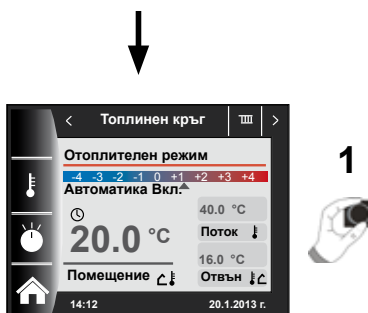 < Топлинен кръг >
Отоплителен режим
-4 -3 -2 -1 0 +1 +2 +3 +4
Автоматика Вкл.
40.0 °C
20.0 °C
Поток
16.0 °C
Помещение
Отвън
14:12
20.1.2013 г.
1